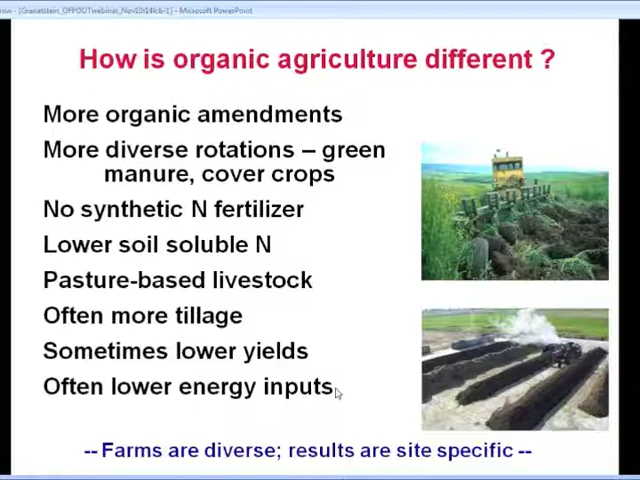 How is organic agriculture different ?
More organic amendments
More diverse rotations – green
manure, cover crops
No synthetic N fertilizer
Lower soil soluble N
Pasture-based livestock
Often more tillage
Sometimes lower yields
Often lower energy inputs
-- Farms are diverse; results are site specific --